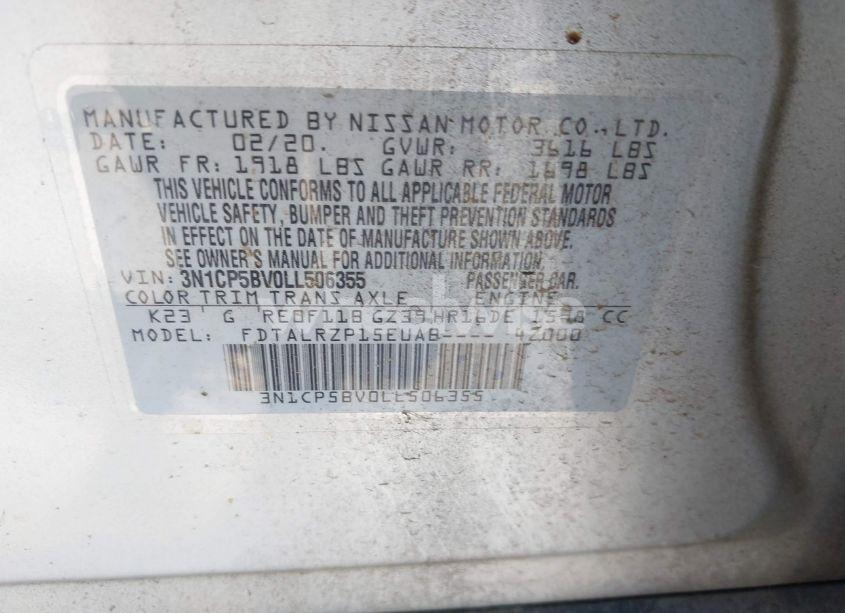 MANUFACTURED BY NISSAN MOTOR CO., LTD.
DATE: 02/20. GVWR: 3616 LBS
GAWR FR: 1918 LBS GAWR RR: 1698 LBS
THIS VEHICLE CONFORMS TO ALL APPLICABLE FEDERAL MOTOR
VEHICLE SAFETY, BUMPER AND THEFT PREVENTION STANDARDS
IN EFFECT ON THE DATE OF MANUFACTURE SHOWN ABOVE.
SEE OWNER'S MANUAL FOR ADDITIONAL INFORMATION.
VIN: 3N1CP5BV0LL506355 PASSENGER CAR.
COLOR TRIM TRANS AXLE ENGINE
K23 G RE0F11B GZ39 HR16DE 1598 CC
MODEL: FDTALRZP15EUAB---- 4Z000
3N1CP5BV0LL506355